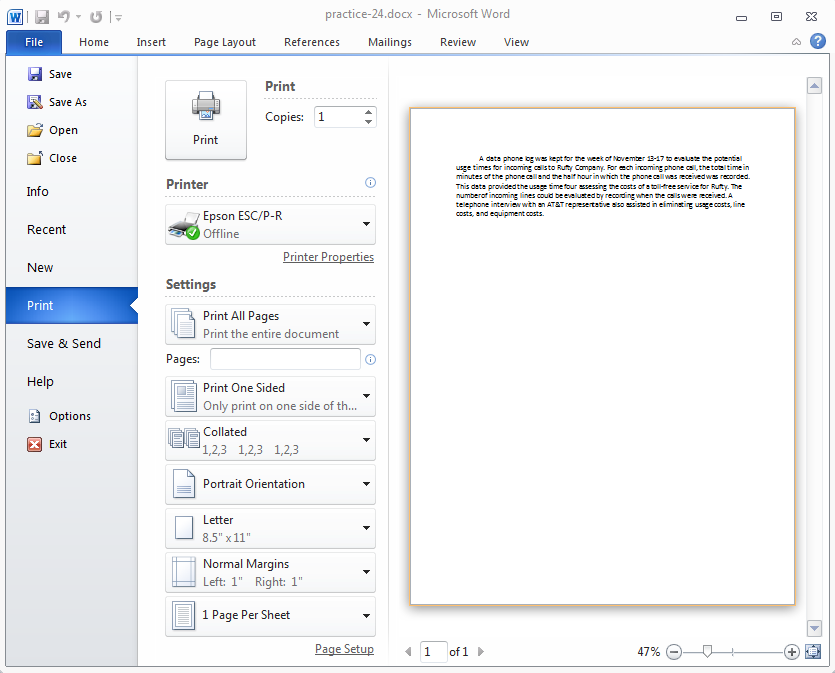 practice-24.docx - Microsoft Word
File Home Insert Page Layout References Mailings Review View
Save
Save As
Open
Close
Info
Recent
New
Print
Save & Send
Help
Options
Exit
Print
Print
Copies: 1
Printer
Epson ESC/P-R
Offline
Printer Properties
Settings
Print All Pages
Print the entire document
Pages:
Print One Sided
Only print on one side of th...
Collated
1,2,3 1,2,3 1,2,3
Portrait Orientation
Letter
8.5" x 11"
Normal Margins
Left: 1" Right: 1"
1 Page Per Sheet
Page Setup
A data phone log was kept for the week of November 13-17 to evaluate the potential
usge times for incoming calls to Rufty Company. For each incoming phone call, the total time in
minutes of the phone call and the half hour in which the phone call was received was recorded.
This data provided the usage time four assessing the costs of a toll-free service for Rufty. The
number of incoming lines could be evaluated by recording when the calls were received. A
telephone interview with an AT&T representative also assisted in eliminating usage costs, line
costs, and equipment costs.
1 of 1
47%